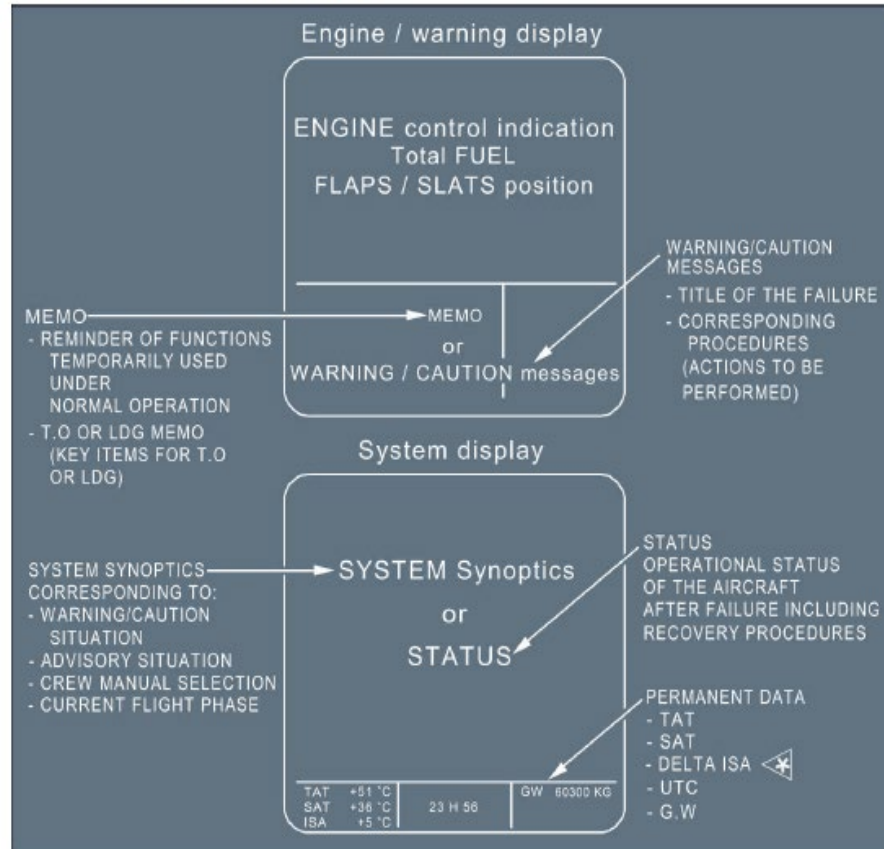 Engine / warning display
ENGINE control indication
Total FUEL
FLAPS / SLATS position
MEMO
- REMINDER OF FUNCTIONS
TEMPORARILY USED
UNDER
NORMAL OPERATION
- T.O OR LDG MEMO
(KEY ITEMS FOR T.O
OR LDG)
MEMO
or
WARNING / CAUTION messages
WARNING/CAUTION
MESSAGES
- TITLE OF THE FAILURE
- CORRESPONDING
PROCEDURES
(ACTIONS TO BE
PERFORMED)
System display
SYSTEM SYNOPTICS
CORRESPONDING TO:
- WARNING/CAUTION
SITUATION
- ADVISORY SITUATION
- CREW MANUAL SELECTION
- CURRENT FLIGHT PHASE
SYSTEM Synoptics
or
STATUS
STATUS
OPERATIONAL STATUS
OF THE AIRCRAFT
AFTER FAILURE INCLUDING
RECOVERY PROCEDURES
PERMANENT DATA
- TAT
- SAT
- DELTA ISA
- UTC
- G.W
TAT +51 °C
SAT +36 °C
ISA +5 °C
23 H 56
GW 60300 KG